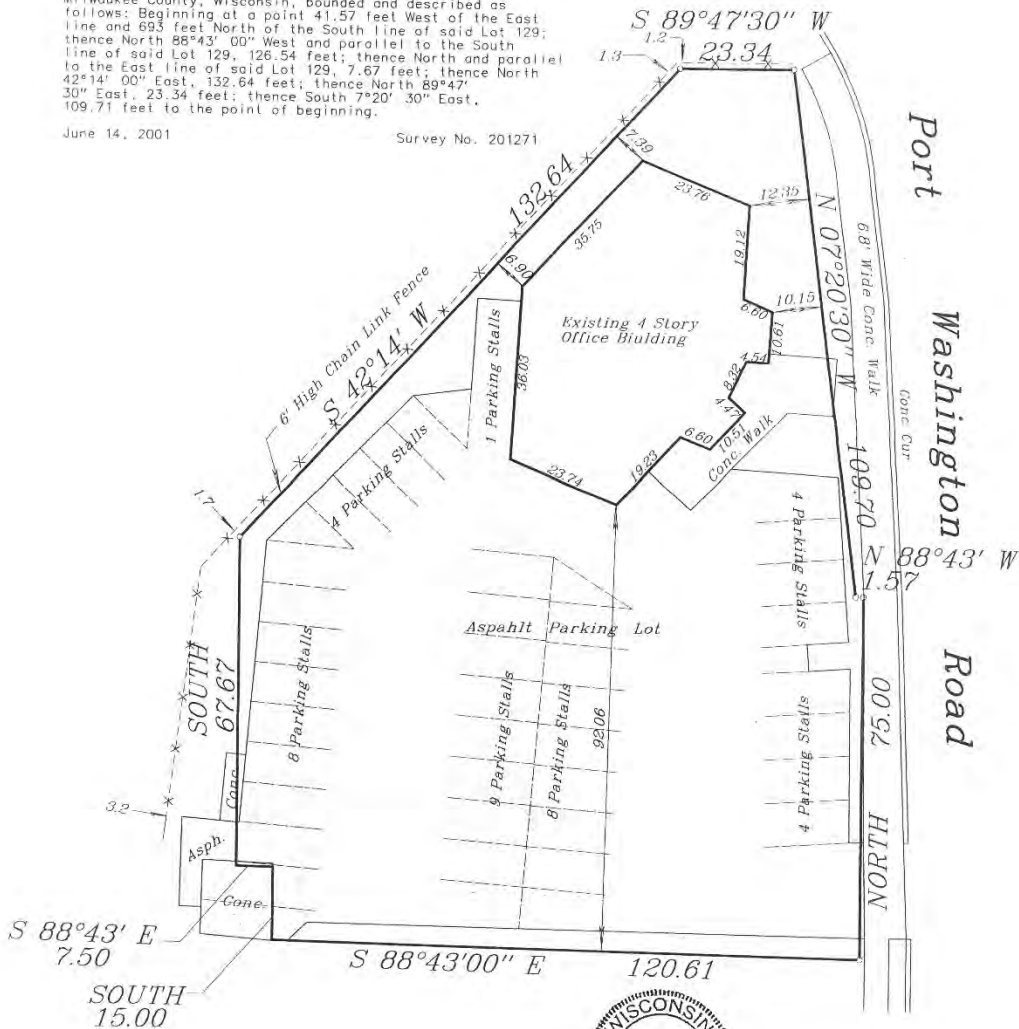 Milwaukee County, Wisconsin, bounded and described as
follows: Beginning at a point 41.57 feet West of the East
line and 693 feet North of the South line of said Lot 129;
thence North 88°43' 00" West and parallel to the South
line of said Lot 129, 126.54 feet; thence North and parallel
to the East line of said Lot 129, 7.67 feet; thence North
42°14' 00" East, 132.64 feet; thence North 89°47'
30" East, 23.34 feet; thence South 7°20' 30" East,
109.71 feet to the point of beginning.
June 14, 2001
Survey No. 201271
S 89°47'30" W
23.34
1.2
1.3
Port
Washington
Road
7.39
132.64
23.76
12.35
N 07°20'30" W
109.70
6.8' Wide Conc. Walk
Conc Cur
35.75
19.12
6.90
6' High Chain Link Fence
S 42°14' W
Existing 4 Story
Office Biulding
6.60
10.15
10.61
1 Parking Stalls
36.03
4.54
8.32
4.47
10.51
6.60
Conc. Walk
19.23
23.74
4 Parking Stalls
1.7
4 Parking Stalls
N 88°43' W
1.57
Aspahlt Parking Lot
SOUTH
67.67
8 Parking Stalls
9 Parking Stalls
8 Parking Stalls
92.06
4 Parking Stalls
75.00
NORTH
3.2
Conc
Asph.
Conc
S 88°43' E
7.50
SOUTH
15.00
S 88°43'00" E
120.61
WISCONSIN